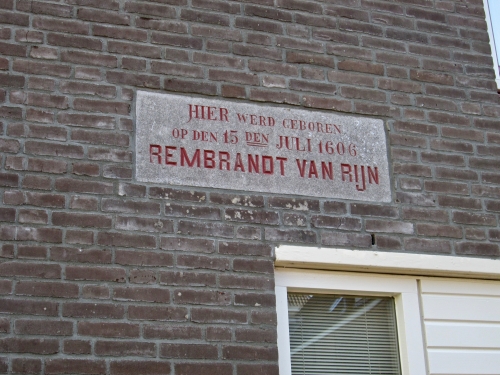 HIER WERD GEBOREN
OP DEN 15 DEN JULI 1606
REMBRANDT VAN RIJN